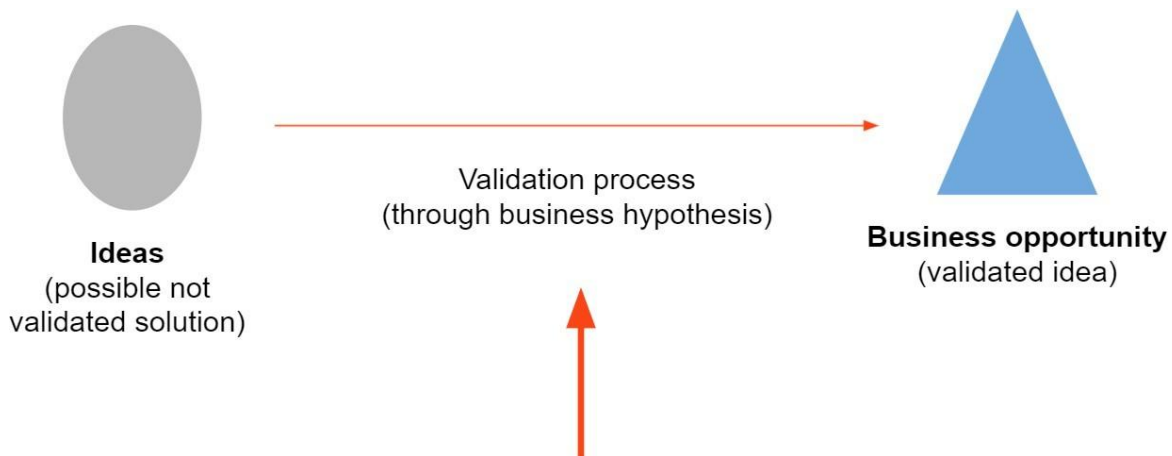 Ideas
(possible not
validated solution)
Validation process
(through business hypothesis)
Business opportunity
(validated idea)